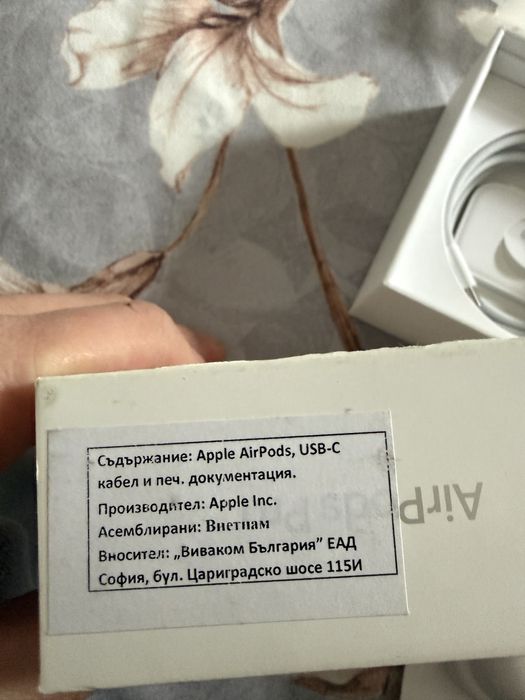 Съдържание: Apple AirPods, USB-C
кабел и печ. документация.
Производител: Apple Inc.
Асемблирани: Виетнам
Вносител: „Виваком България” ЕАД
София, бул. Цариградско шосе 115И
AirPods